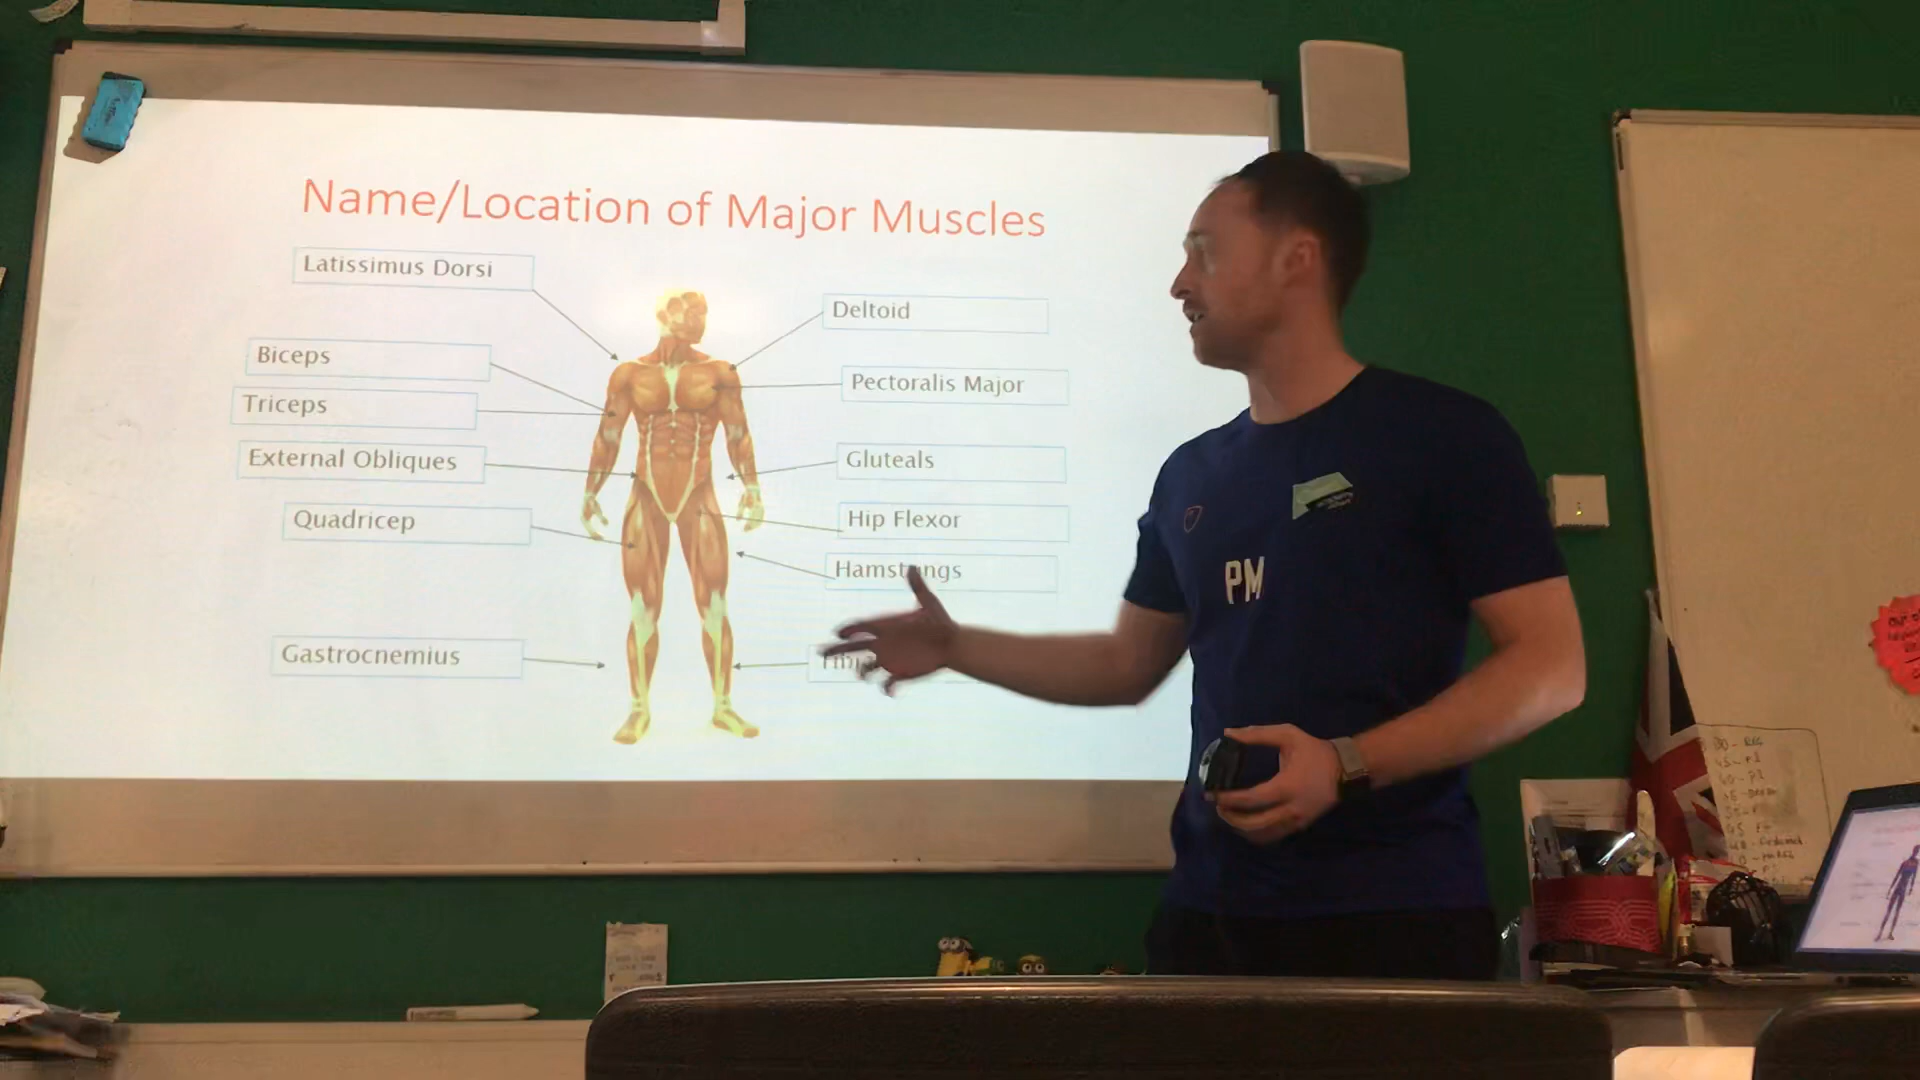 Name/Location of Major Muscles
Latissimus Dorsi
Deltoid
Biceps
Pectoralis Major
Triceps
External Obliques
Gluteals
Quadricep
Hip Flexor
Hamstrings
Gastrocnemius
PM